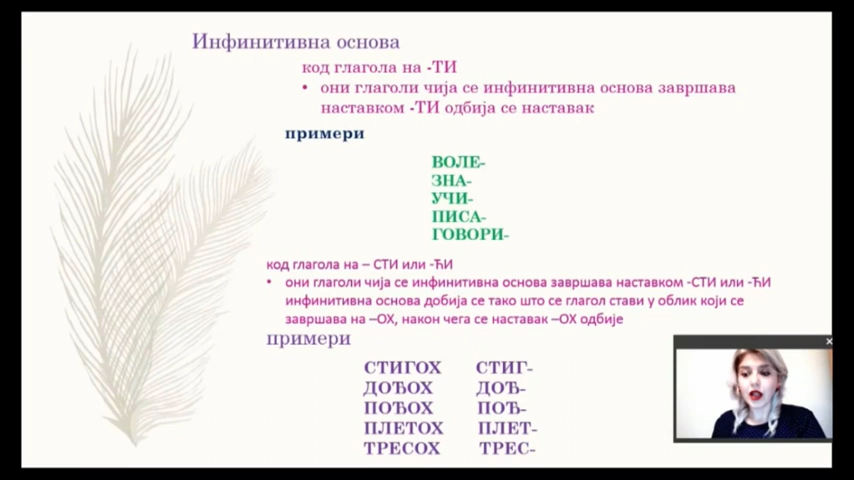 Инфинитивна основа
код глагола на -ТИ
• они глаголи чија се инфинитивна основа завршава
наставком -ТИ одбија се наставак
примери
ВОЛЕ-
ЗНА-
УЧИ-
ПИСА-
ГОВОРИ-
код глагола на – СТИ или -ЋИ
• они глаголи чија се инфинитивна основа завршава наставком -СТИ или -ЋИ
инфинитивна основа добија се тако што се глагол стави у облик који се
завршава на –ОХ, након чега се наставак –ОХ одбије
примери
СТИГОХ СТИГ-
ДОЂОХ ДОЂ-
ПОЂОХ ПОЂ-
ПЛЕТОХ ПЛЕТ-
ТРЕСОХ ТРЕС-